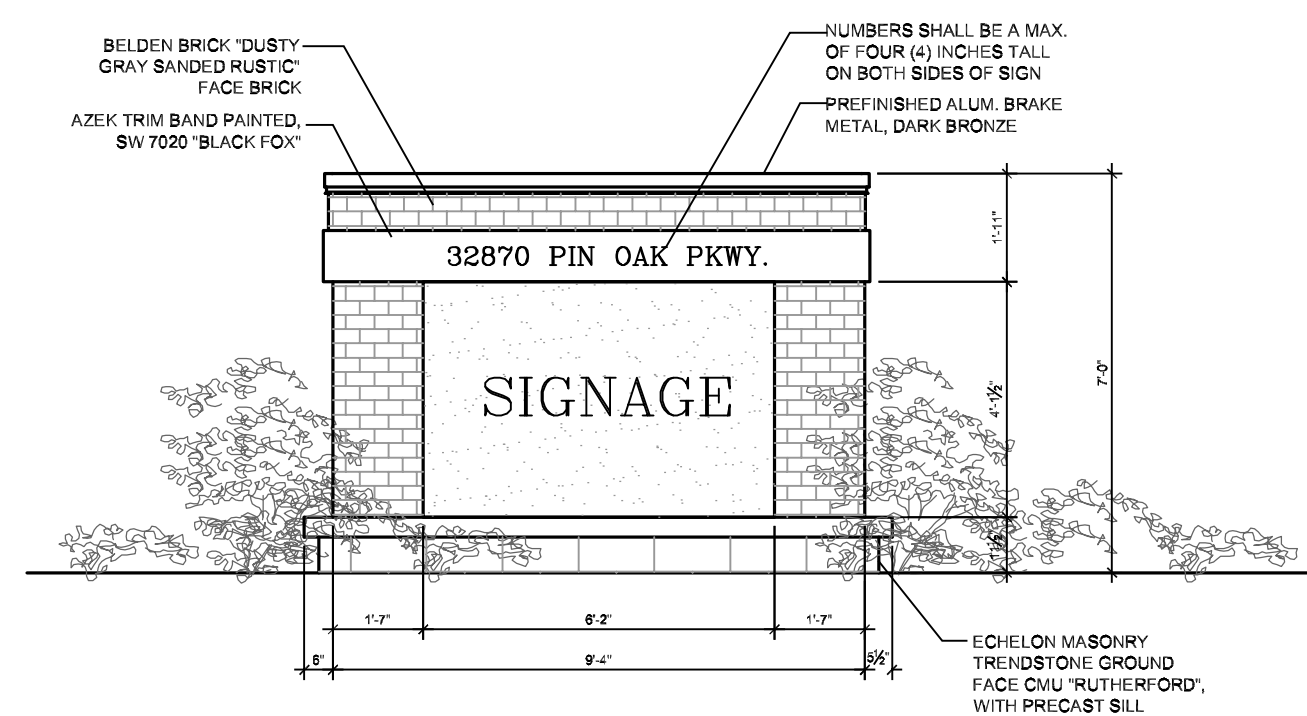 BELDEN BRICK "DUSTY
GRAY SANDED RUSTIC"
FACE BRICK
AZEK TRIM BAND PAINTED,
SW 7020 "BLACK FOX"
NUMBERS SHALL BE A MAX.
OF FOUR (4) INCHES TALL
ON BOTH SIDES OF SIGN
PREFINISHED ALUM. BRAKE
METAL, DARK BRONZE
32870 PIN OAK PKWY.
SIGNAGE
1'-11"
4'-1½"
7'-0"
1'-7"
6'-2"
1'-7"
6"
9'-4"
5½"
ECHELON MASONRY
TRENDSTONE GROUND
FACE CMU "RUTHERFORD",
WITH PRECAST SILL